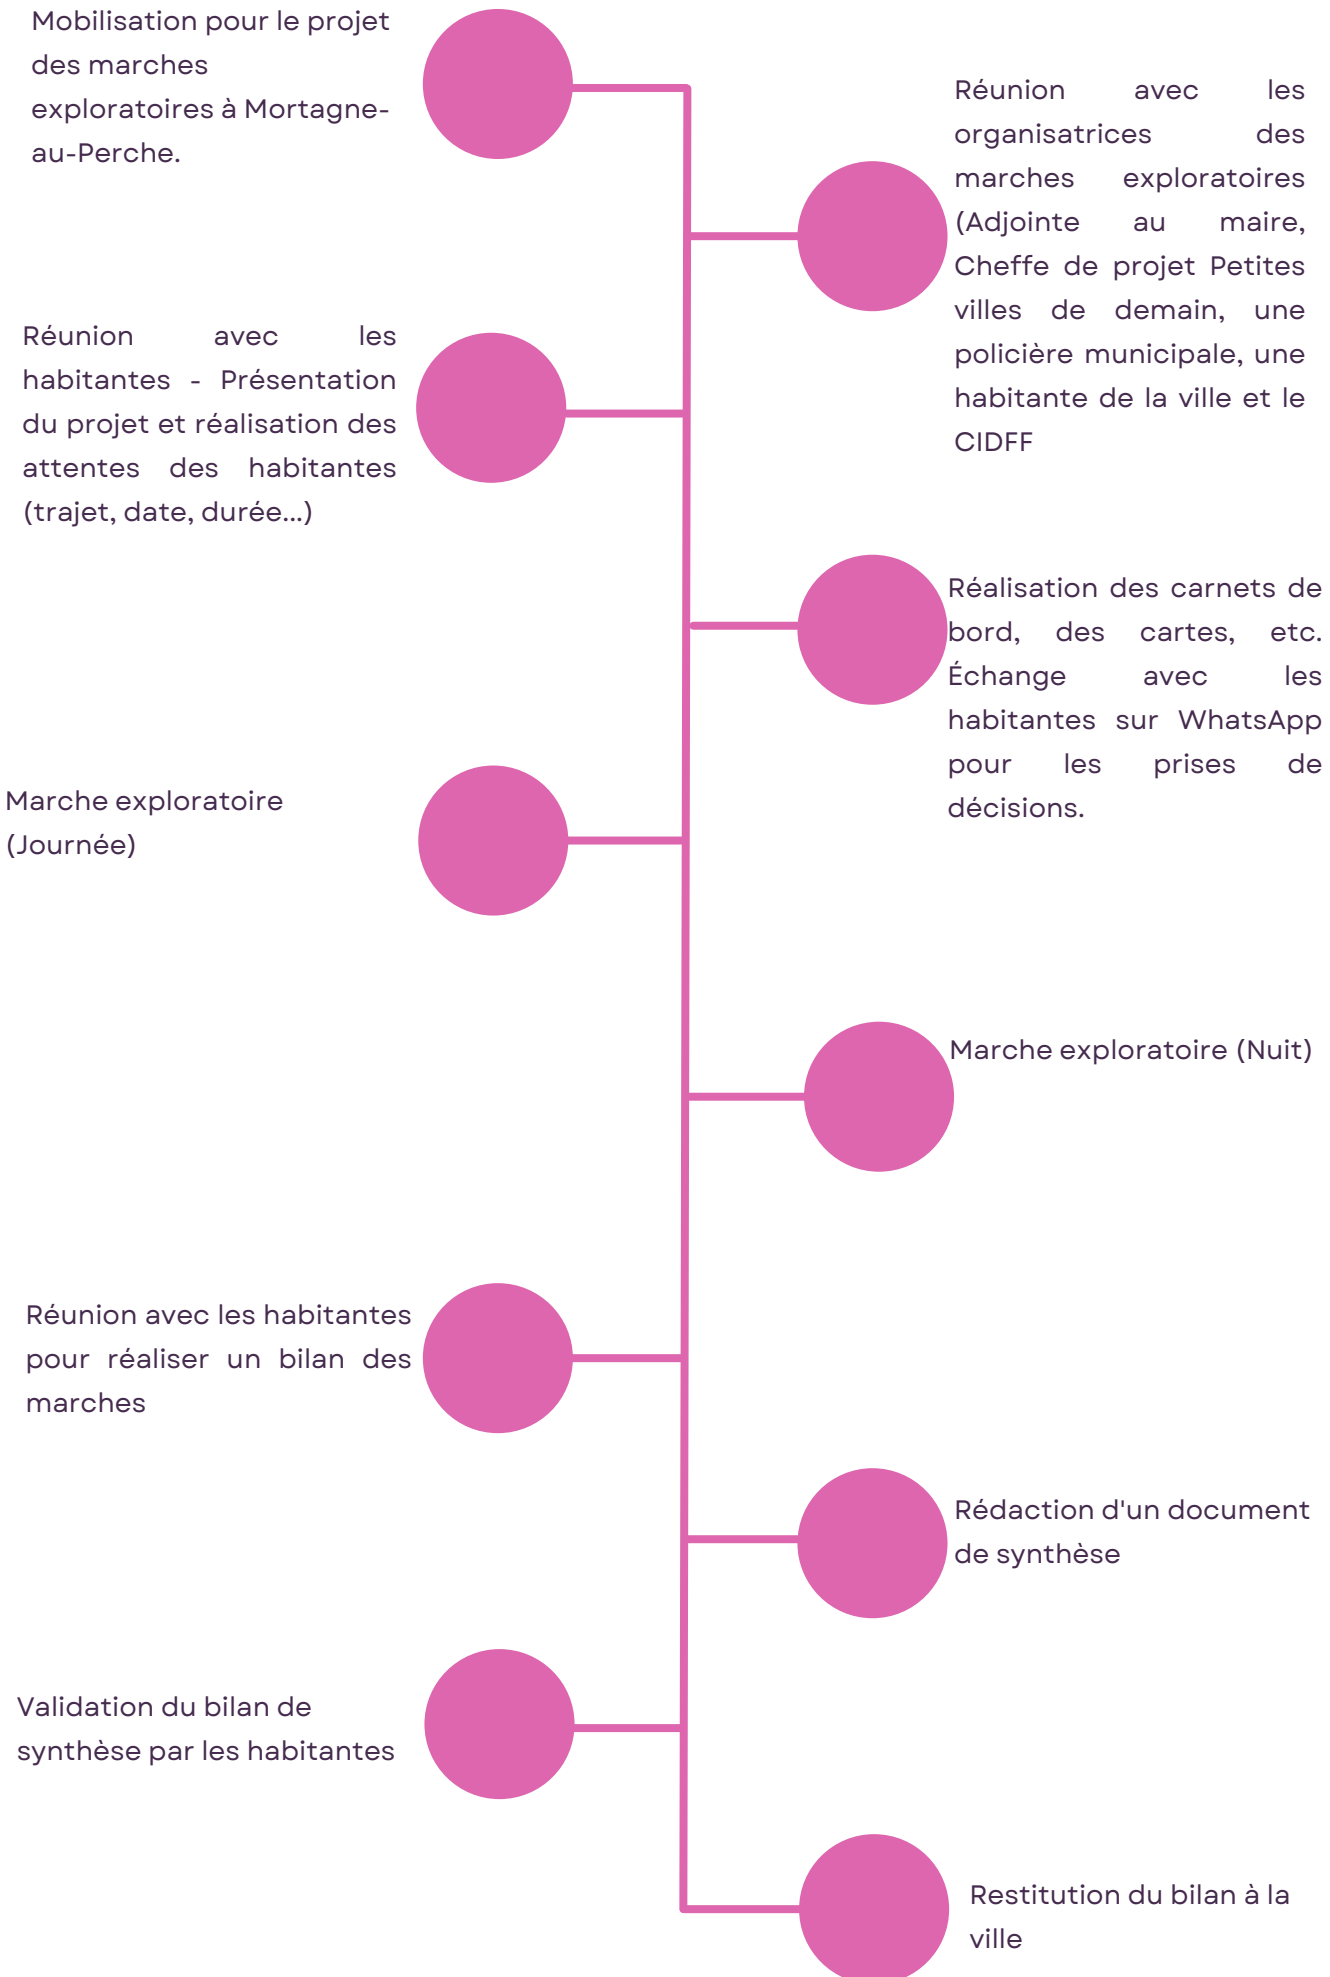 Mobilisation pour le projet
des marches
exploratoires à Mortagne-
au-Perche.
Réunion avec les
organisatrices des
marches exploratoires
(Adjointe au maire,
Cheffe de projet Petites
villes de demain, une
policière municipale, une
habitante de la ville et le
CIDFF
Réunion avec les
habitantes - Présentation
du projet et réalisation des
attentes des habitantes
(trajet, date, durée...)
Réalisation des carnets de
bord, des cartes, etc.
Échange avec les
habitantes sur WhatsApp
pour les prises de
décisions.
Marche exploratoire
(Journée)
Marche exploratoire (Nuit)
Réunion avec les habitantes
pour réaliser un bilan des
marches
Rédaction d'un document
de synthèse
Validation du bilan de
synthèse par les habitantes
Restitution du bilan à la
ville